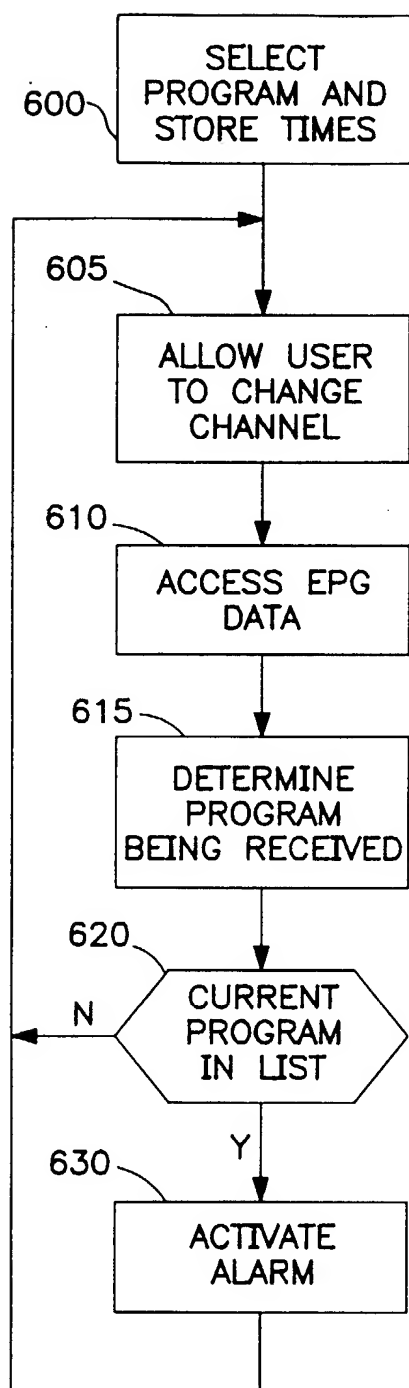 600
SELECT
PROGRAM AND
STORE TIMES
605
ALLOW USER
TO CHANGE
CHANNEL
610
ACCESS EPG
DATA
615
DETERMINE
PROGRAM
BEING RECEIVED
620
CURRENT
PROGRAM
IN LIST
N
Y
630
ACTIVATE
ALARM